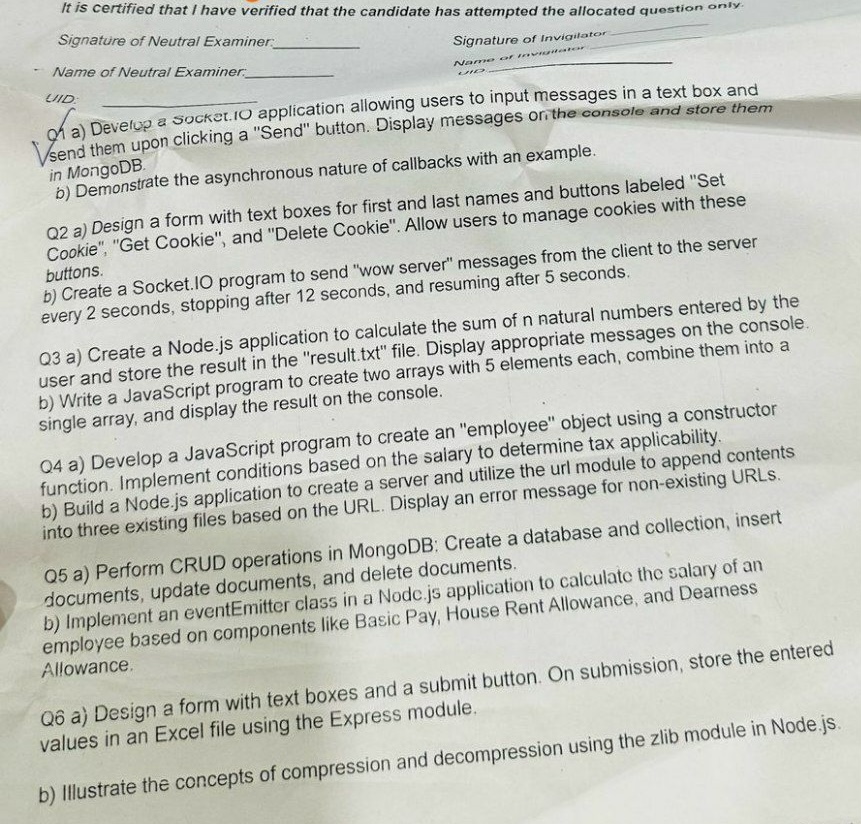 It is certified that I have verified that the candidate has attempted the allocated question only.
Signature of Neutral Examiner:
Signature of Invigilator
Name of Neutral Examiner:
Name of Invigilator
UID:
UID
Q1 a) Develop a Socket.IO application allowing users to input messages in a text box and
send them upon clicking a "Send" button. Display messages on the console and store them
in MongoDB.
b) Demonstrate the asynchronous nature of callbacks with an example.
Q2 a) Design a form with text boxes for first and last names and buttons labeled "Set
Cookie", "Get Cookie", and "Delete Cookie". Allow users to manage cookies with these
buttons.
b) Create a Socket.IO program to send "wow server" messages from the client to the server
every 2 seconds, stopping after 12 seconds, and resuming after 5 seconds.
Q3 a) Create a Node.js application to calculate the sum of n natural numbers entered by the
user and store the result in the "result.txt" file. Display appropriate messages on the console.
b) Write a JavaScript program to create two arrays with 5 elements each, combine them into a
single array, and display the result on the console.
Q4 a) Develop a JavaScript program to create an "employee" object using a constructor
function. Implement conditions based on the salary to determine tax applicability.
b) Build a Node.js application to create a server and utilize the url module to append contents
into three existing files based on the URL. Display an error message for non-existing URLs.
Q5 a) Perform CRUD operations in MongoDB: Create a database and collection, insert
documents, update documents, and delete documents.
b) Implement an eventEmitter class in a Node.js application to calculate the salary of an
employee based on components like Basic Pay, House Rent Allowance, and Dearness
Allowance.
Q6 a) Design a form with text boxes and a submit button. On submission, store the entered
values in an Excel file using the Express module.
b) Illustrate the concepts of compression and decompression using the zlib module in Node.js.